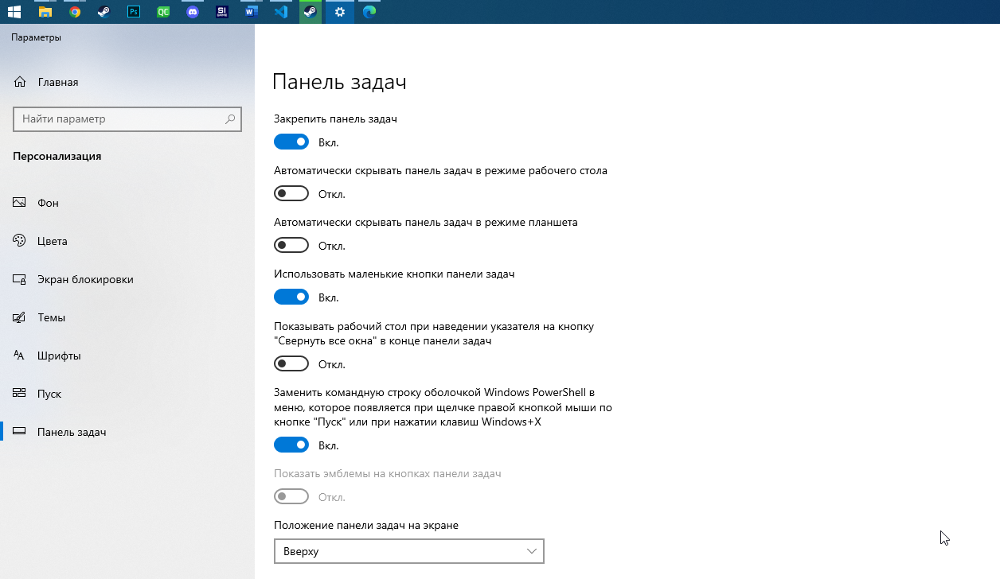 Ps QC SI GAME W
Параметры
Главная
Найти параметр
Персонализация
Фон
Цвета
Экран блокировки
Темы
Шрифты
Пуск
Панель задач
Панель задач
Закрепить панель задач
Вкл.
Автоматически скрывать панель задач в режиме рабочего стола
Откл.
Автоматически скрывать панель задач в режиме планшета
Откл.
Использовать маленькие кнопки панели задач
Вкл.
Показывать рабочий стол при наведении указателя на кнопку
"Свернуть все окна" в конце панели задач
Откл.
Заменить командную строку оболочкой Windows PowerShell в
меню, которое появляется при щелчке правой кнопкой мыши по
кнопке "Пуск" или при нажатии клавиш Windows+X
Вкл.
Показать эмблемы на кнопках панели задач
Откл.
Положение панели задач на экране
Вверху